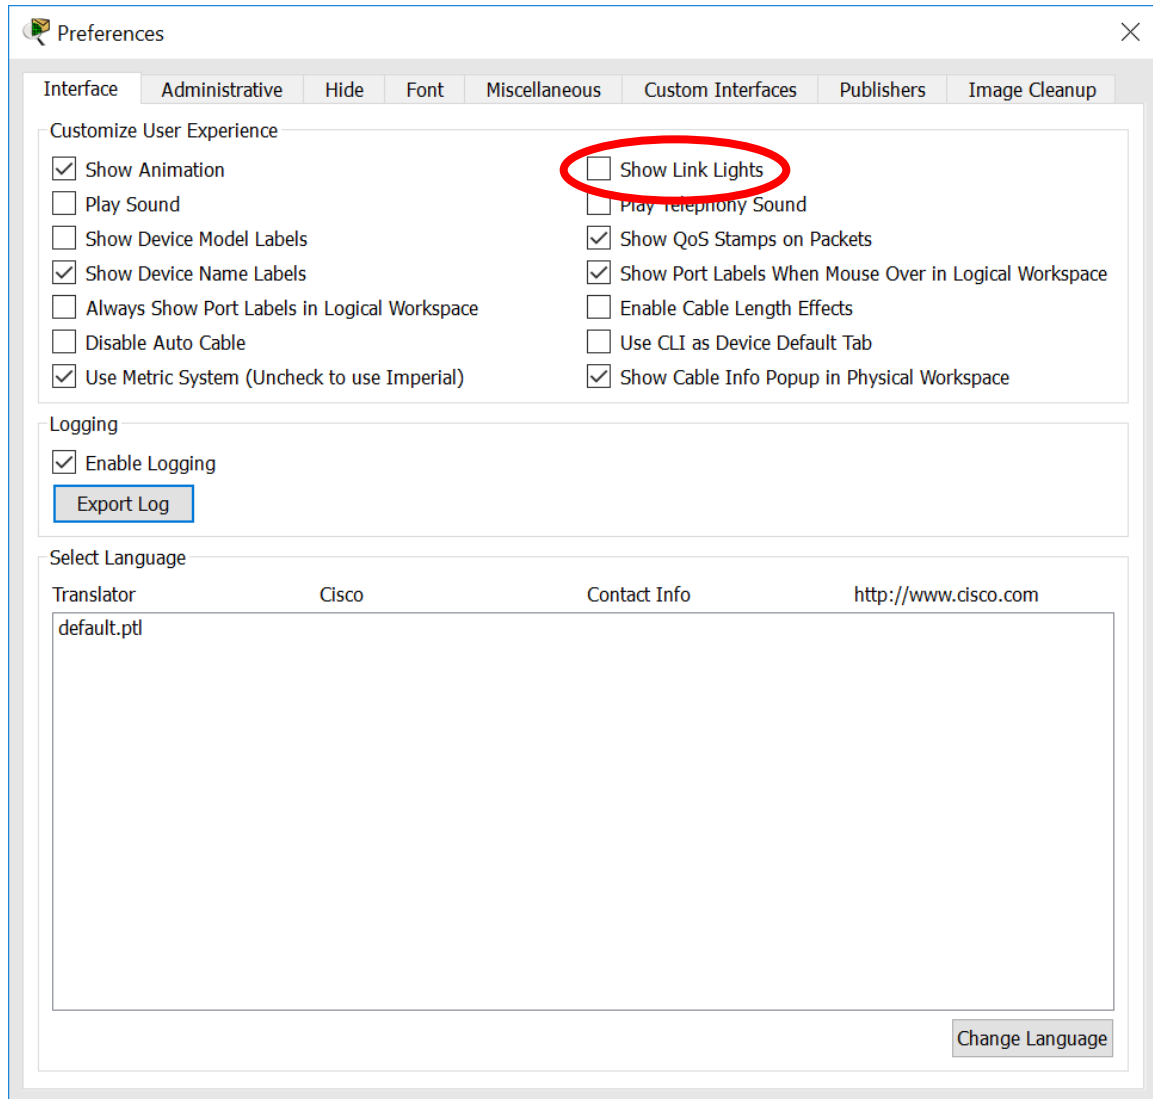 Preferences
Interface Administrative Hide Font Miscellaneous Custom Interfaces Publishers Image Cleanup
Customize User Experience
Show Animation Show Link Lights
Play Sound Play Telephony Sound
Show Device Model Labels Show QoS Stamps on Packets
Show Device Name Labels Show Port Labels When Mouse Over in Logical Workspace
Always Show Port Labels in Logical Workspace Enable Cable Length Effects
Disable Auto Cable Use CLI as Device Default Tab
Use Metric System (Uncheck to use Imperial) Show Cable Info Popup in Physical Workspace
Logging
Enable Logging
Export Log
Select Language
Translator Cisco Contact Info http://www.cisco.com
default.ptl
Change Language